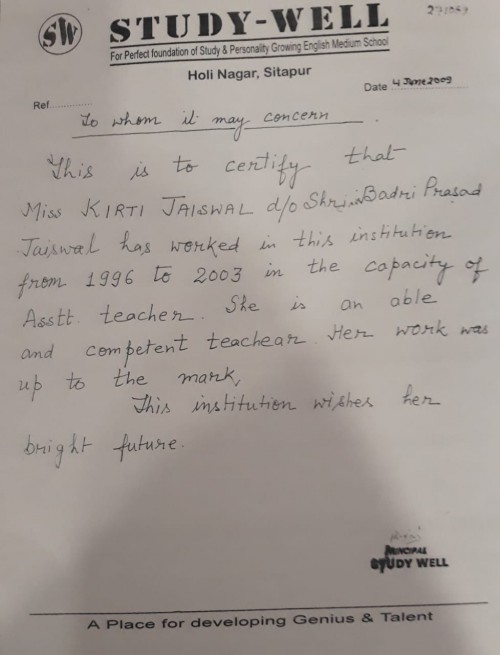 SW
STUDY-WELL
For Perfect foundation of Study & Personality Growing English Medium School
Holi Nagar, Sitapur
Date 4 June 2009
Ref..............
To whom it may concern.
This is to certify that
Miss KIRTI JAISWAL d/o Shri Badri Prasad
Jaiswal has worked in this institution
from 1996 to 2003 in the capacity of
Asstt. teacher. She is an able
and competent teachear. Her work was
up to the mark,
This institution wishes her
bright future.
PRINCIPAL
STUDY WELL
A Place for developing Genius & Talent